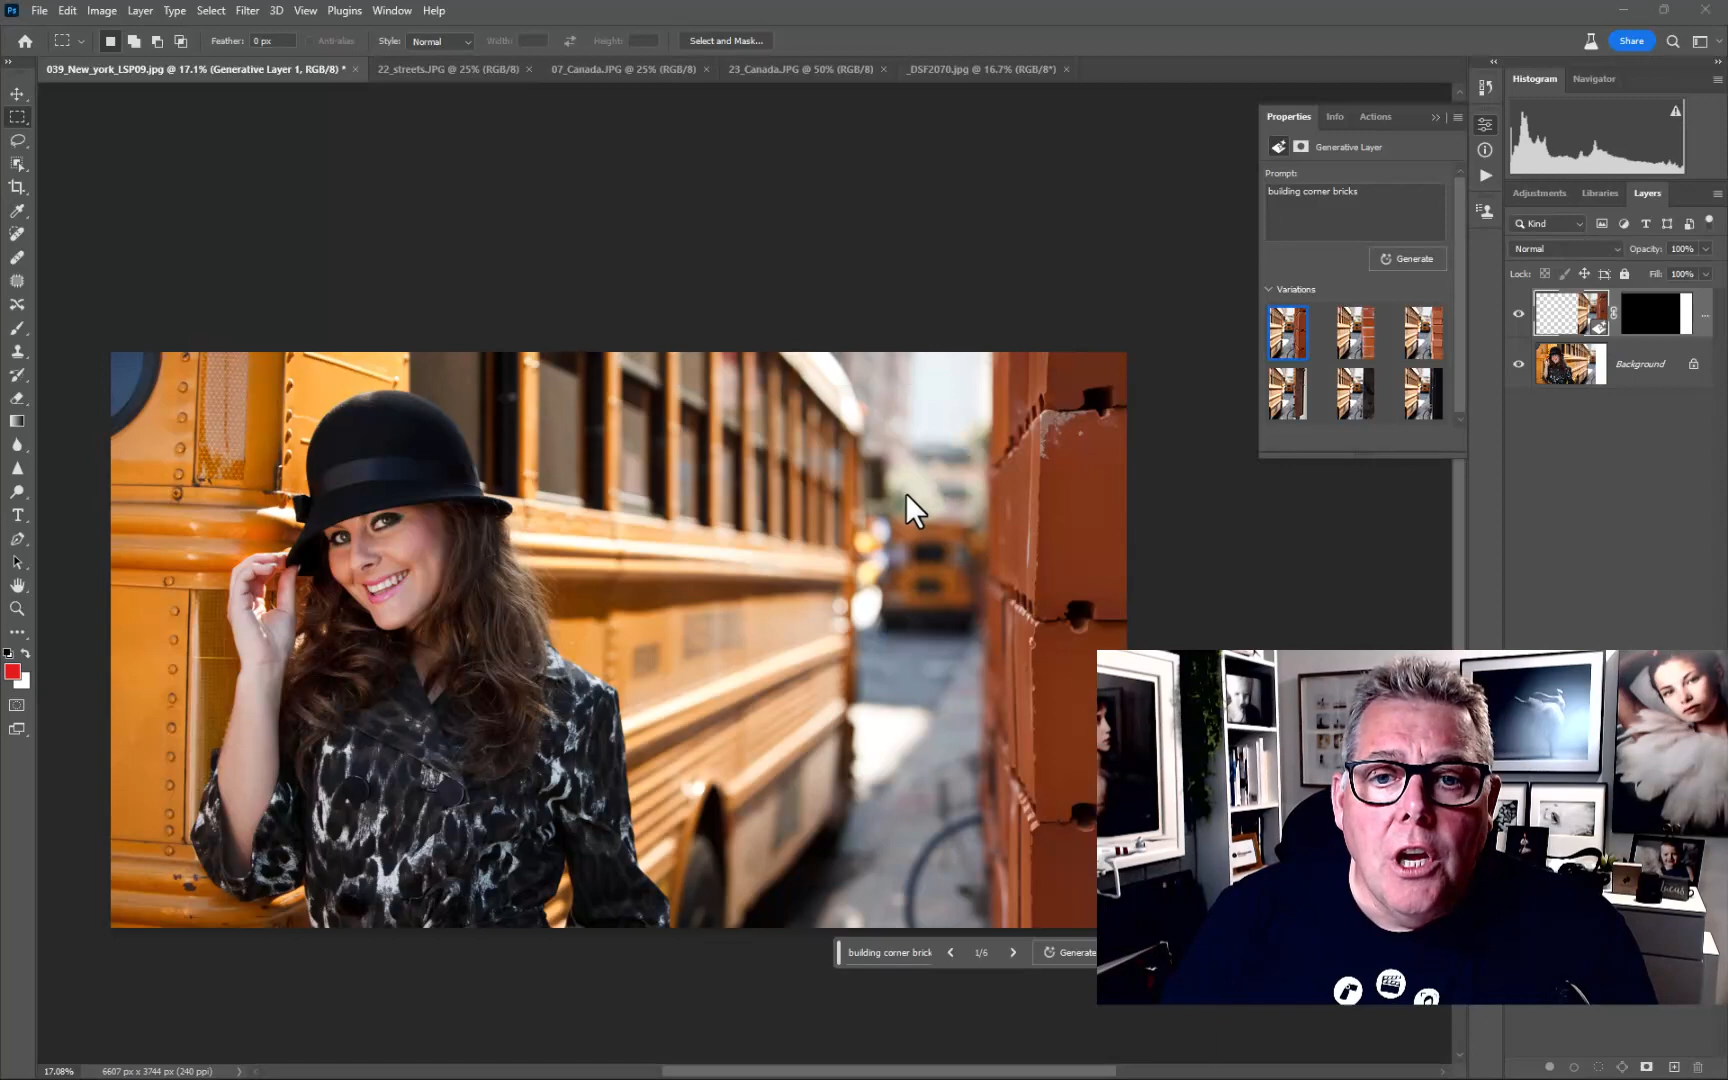 Ps File Edit Image Layer Type Select Filter 3D View Plugins Window Help
Feather: 0 px Anti-alias Style: Normal Width: Height: Select and Mask... Share
039_New_york_LSP09.jpg @ 17.1% (Generative Layer 1, RGB/8) * × 22_streets.JPG @ 25% (RGB/8) × 07_Canada.JPG @ 25% (RGB/8) × 23_Canada.JPG @ 50% (RGB/8) × _DSF2070.jpg @ 16.7% (RGB/8*) ×
Histogram Navigator
Properties Info Actions
Generative Layer
Prompt:
building corner bricks
Generate
Variations
Adjustments Libraries Layers
Kind
Normal Opacity: 100%
Lock: Fill: 100%
Background
building corner brick 1/6 Generate
17.08% 6607 px x 3744 px (240 ppi)